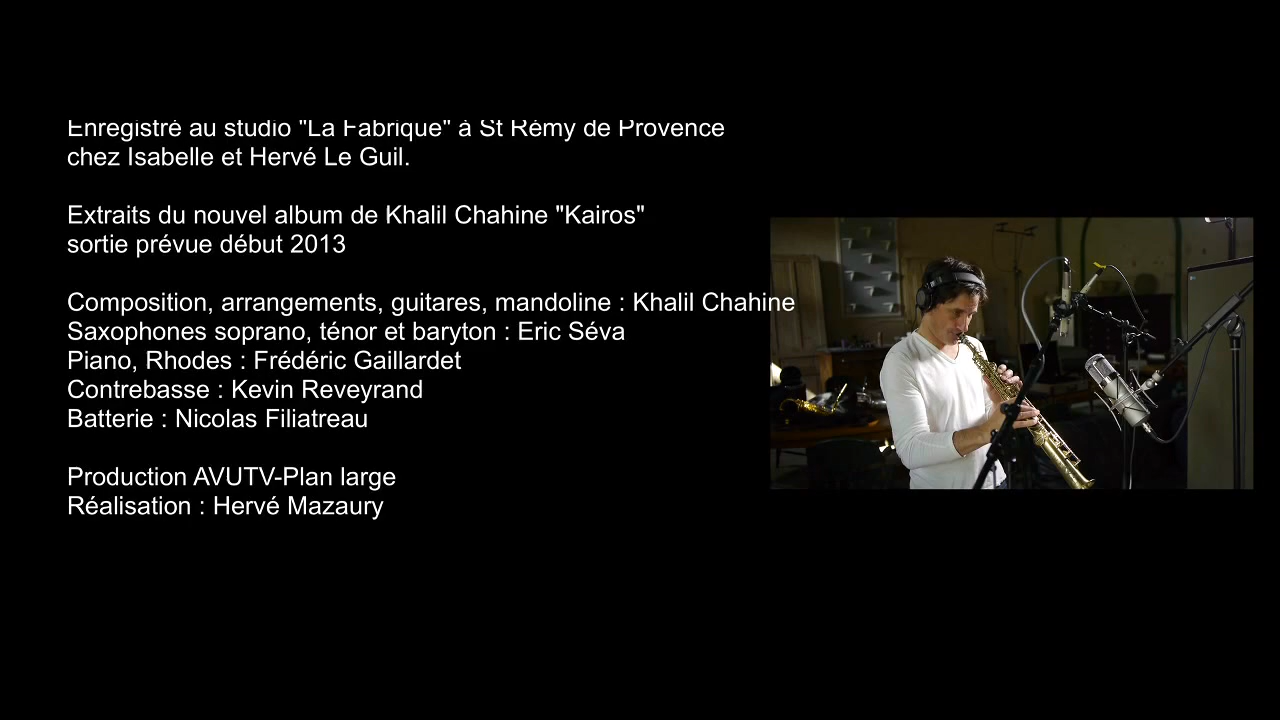 Enregistré au studio "La Fabrique" à St Rémy de Provence
chez Isabelle et Hervé Le Guil.
Extraits du nouvel album de Khalil Chahine "Kairos"
sortie prévue début 2013
Composition, arrangements, guitares, mandoline : Khalil Chahine
Saxophones soprano, ténor et baryton : Eric Séva
Piano, Rhodes : Frédéric Gaillardet
Contrebasse : Kevin Reveyrand
Batterie : Nicolas Filiatreau
Production AVUTV-Plan large
Réalisation : Hervé Mazaury